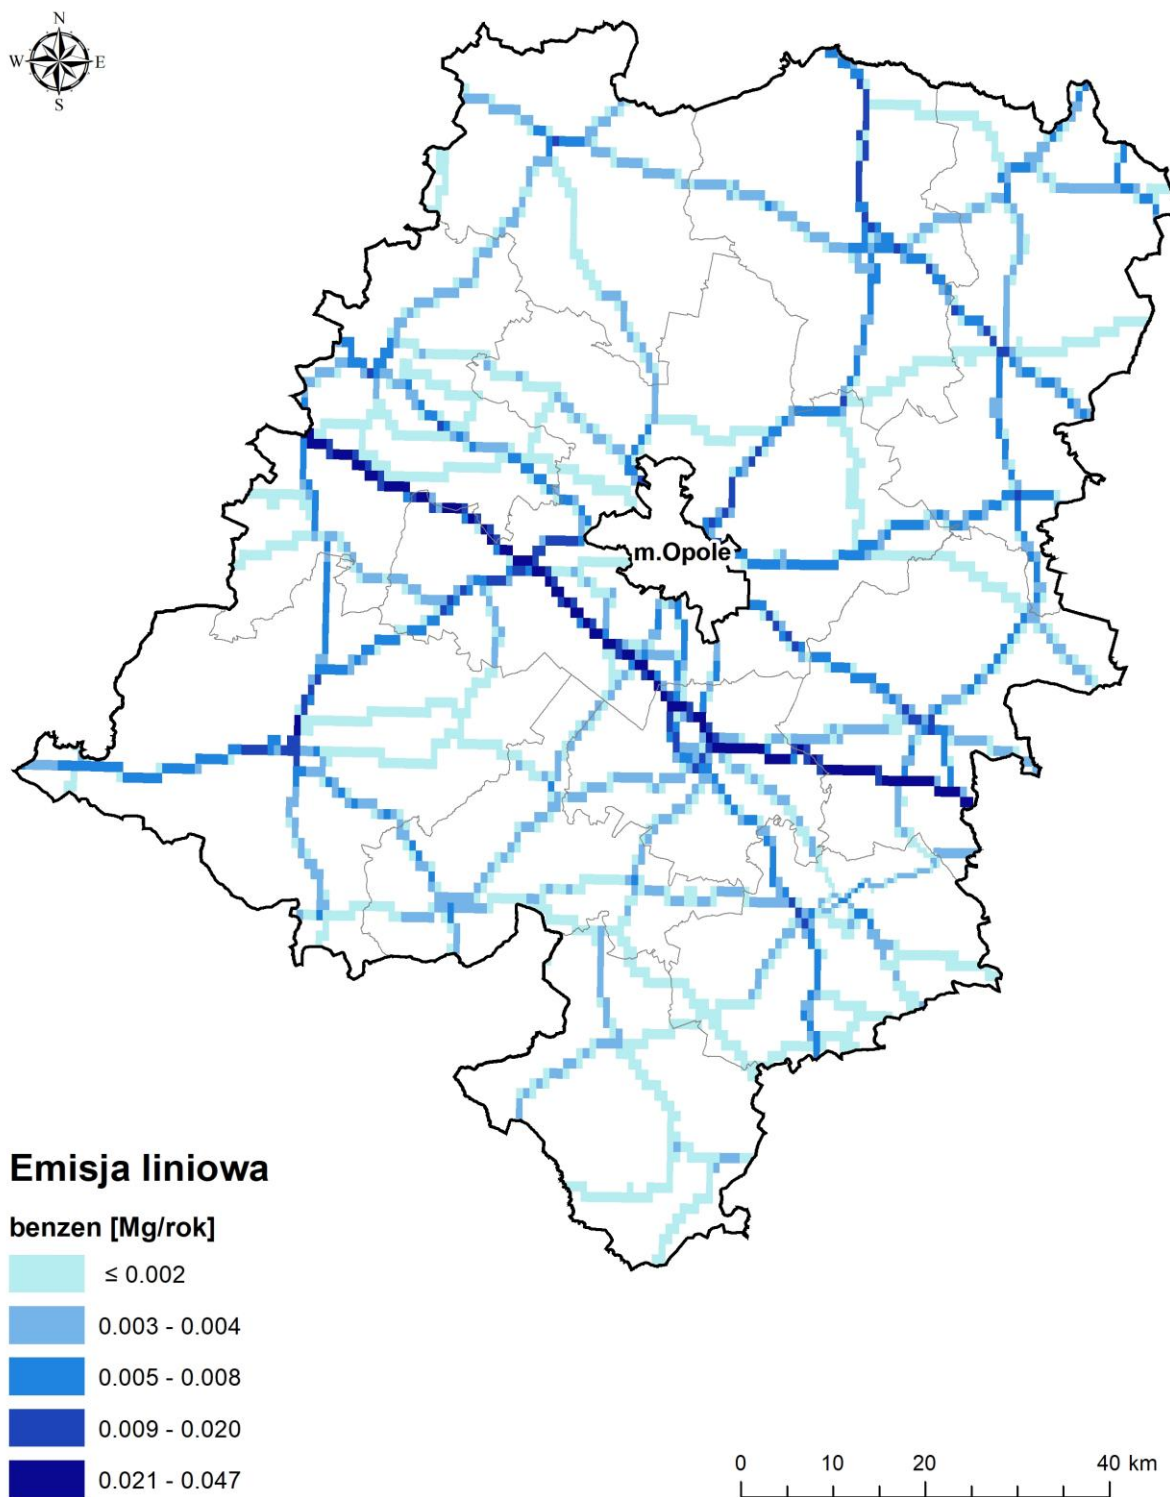 N
W E
S
m.Opole
Emisja liniowa
benzen [Mg/rok]
≤ 0.002
0.003 - 0.004
0.005 - 0.008
0.009 - 0.020
0.021 - 0.047
0 10 20 40 km